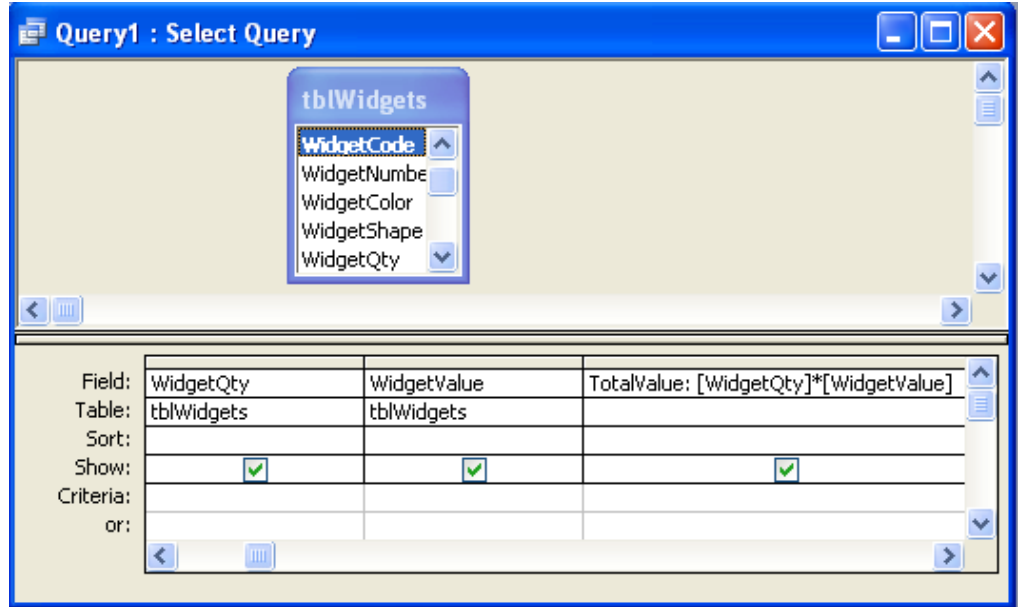 Query1 : Select Query
tblWidgets
WidgetCode
WidgetNumbe
WidgetColor
WidgetShape
WidgetQty
Field: WidgetQty WidgetValue TotalValue: [WidgetQty]*[WidgetValue]
Table: tblWidgets tblWidgets
Sort:
Show:
Criteria:
or: